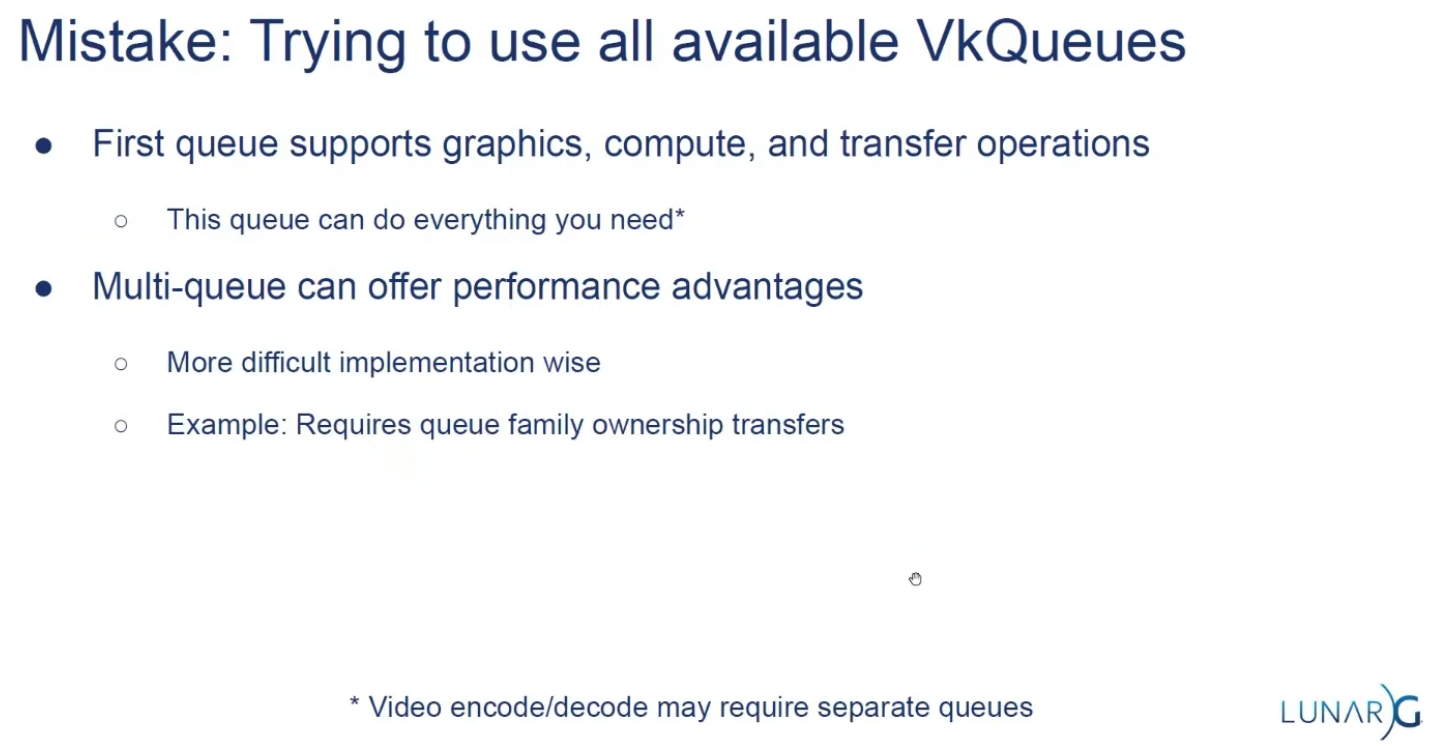 Mistake: Trying to use all available VkQueues
● First queue supports graphics, compute, and transfer operations
○ This queue can do everything you need*
● Multi-queue can offer performance advantages
○ More difficult implementation wise
○ Example: Requires queue family ownership transfers
* Video encode/decode may require separate queues
LUNARG